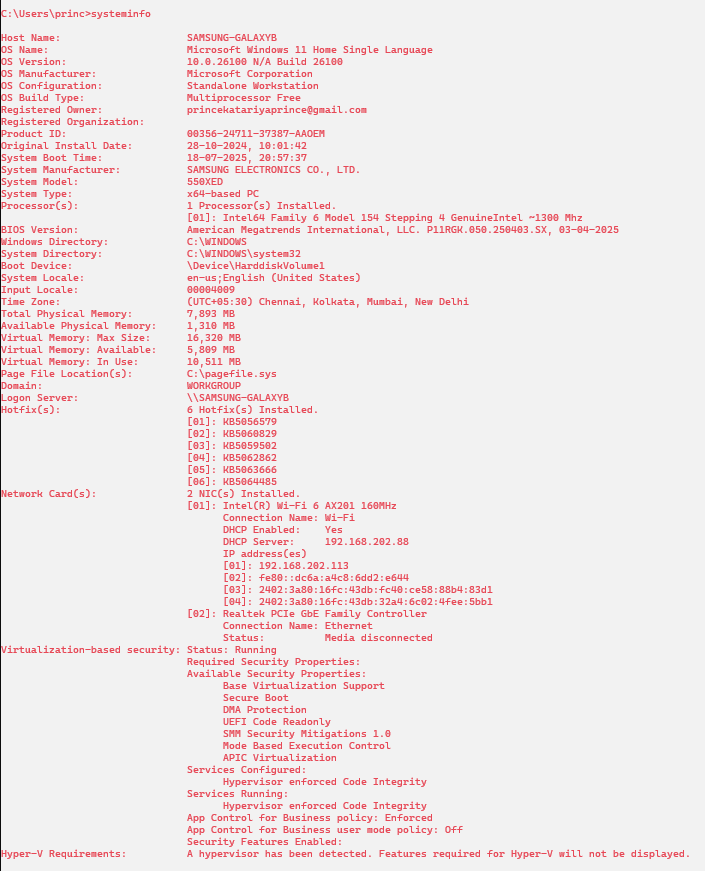 C:\Users\princ>systeminfo
Host Name: SAMSUNG-GALAXYB
OS Name: Microsoft Windows 11 Home Single Language
OS Version: 10.0.26100 N/A Build 26100
OS Manufacturer: Microsoft Corporation
OS Configuration: Standalone Workstation
OS Build Type: Multiprocessor Free
Registered Owner: princekatariyaprince@gmail.com
Registered Organization:
Product ID: 00356-24711-37387-AAOEM
Original Install Date: 28-10-2024, 10:01:42
System Boot Time: 18-07-2025, 20:57:37
System Manufacturer: SAMSUNG ELECTRONICS CO., LTD.
System Model: 550XED
System Type: x64-based PC
Processor(s): 1 Processor(s) Installed.
[01]: Intel64 Family 6 Model 154 Stepping 4 GenuineIntel ~1300 Mhz
BIOS Version: American Megatrends International, LLC. P11RGK.050.250403.SX, 03-04-2025
Windows Directory: C:\WINDOWS
System Directory: C:\WINDOWS\system32
Boot Device: \Device\HarddiskVolume1
System Locale: en-us;English (United States)
Input Locale: 00004009
Time Zone: (UTC+05:30) Chennai, Kolkata, Mumbai, New Delhi
Total Physical Memory: 7,893 MB
Available Physical Memory: 1,310 MB
Virtual Memory: Max Size: 16,320 MB
Virtual Memory: Available: 5,809 MB
Virtual Memory: In Use: 10,511 MB
Page File Location(s): C:\pagefile.sys
Domain: WORKGROUP
Logon Server: \\SAMSUNG-GALAXYB
Hotfix(s): 6 Hotfix(s) Installed.
[01]: KB5056579
[02]: KB5060829
[03]: KB5059502
[04]: KB5062862
[05]: KB5063666
[06]: KB5064485
Network Card(s): 2 NIC(s) Installed.
[01]: Intel(R) Wi-Fi 6 AX201 160MHz
Connection Name: Wi-Fi
DHCP Enabled: Yes
DHCP Server: 192.168.202.88
IP address(es)
[01]: 192.168.202.113
[02]: fe80::dc6a:a4c8:6dd2:e644
[03]: 2402:3a80:16fc:43db:fc40:ce58:88b4:83d1
[04]: 2402:3a80:16fc:43db:32a4:6c02:4fee:5bb1
[02]: Realtek PCIe GbE Family Controller
Connection Name: Ethernet
Status: Media disconnected
Virtualization-based security: Status: Running
Required Security Properties:
Available Security Properties:
Base Virtualization Support
Secure Boot
DMA Protection
UEFI Code Readonly
SMM Security Mitigations 1.0
Mode Based Execution Control
APIC Virtualization
Services Configured:
Hypervisor enforced Code Integrity
Services Running:
Hypervisor enforced Code Integrity
App Control for Business policy: Enforced
App Control for Business user mode policy: Off
Security Features Enabled:
Hyper-V Requirements: A hypervisor has been detected. Features required for Hyper-V will not be displayed.